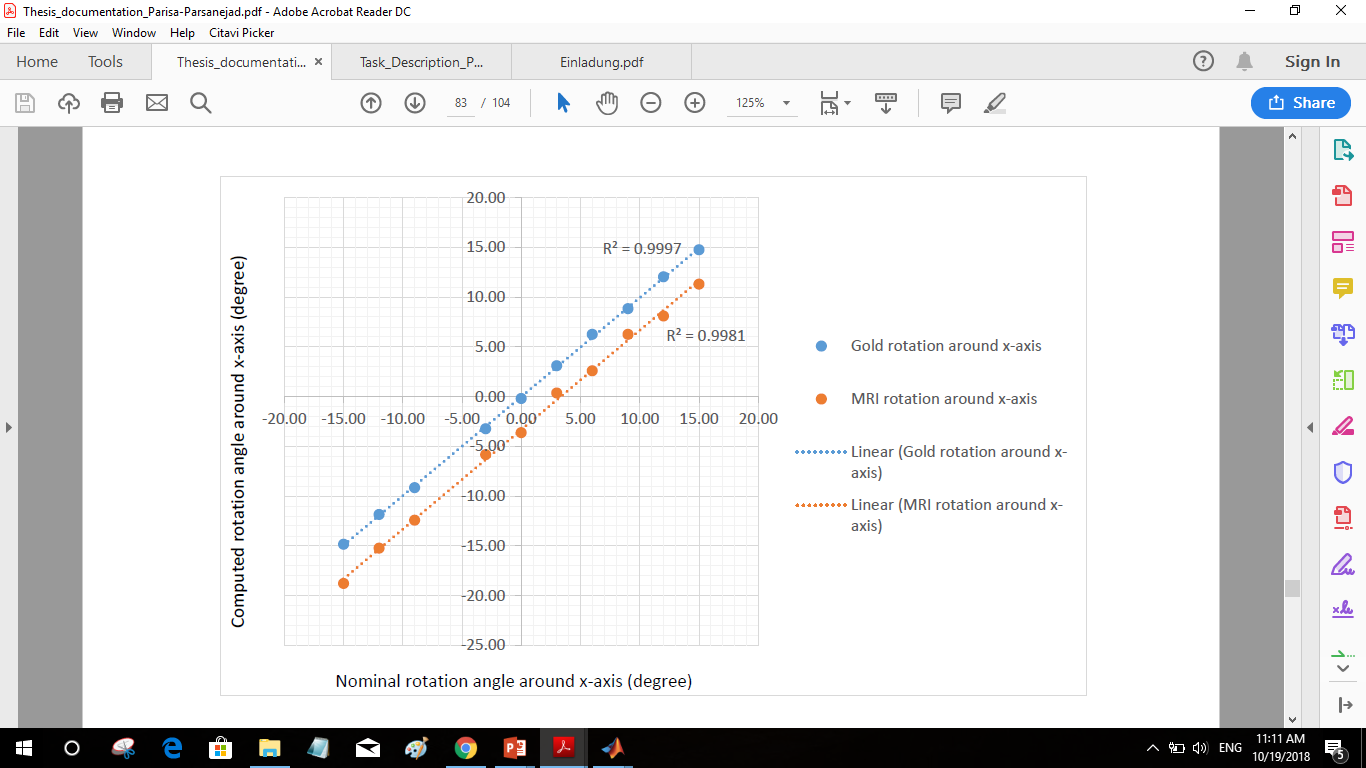 Thesis_documentation_Parisa-Parsanejad.pdf - Adobe Acrobat Reader DC
File Edit View Window Help Citavi Picker
Home Tools Thesis_documentati... × Task_Description_P... Einladung.pdf ? Sign In
83 / 104 125% Share
20.00
15.00
10.00
5.00
0.00
-20.00 -15.00 -10.00 -5.00 0.00 5.00 10.00 15.00 20.00
-5.00
-10.00
-15.00
-20.00
-25.00
R² = 0.9997
R² = 0.9981
Computed rotation angle around x-axis (degree)
Nominal rotation angle around x-axis (degree)
Gold rotation around x-axis
MRI rotation around x-axis
Linear (Gold rotation around x-
axis)
Linear (MRI rotation around x-
axis)
ENG
11:11 AM
10/19/2018
5